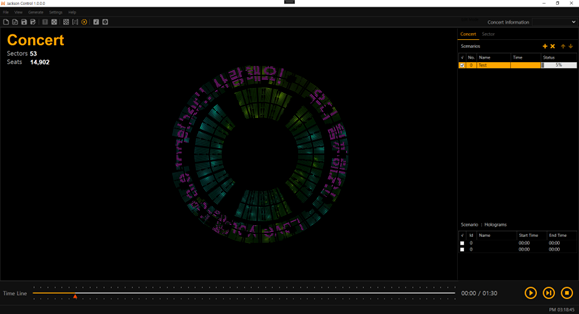 Jackson Control 1.0.0.0
File View Generate Settings Help
Concert Information
Concert
Sectors 53
Seats 14,902
Concert Sector
Scenarios
✓ No. Name Time Status
0 Test 5%
Scenario Holograms
✓ Id Name Start Time End Time
0 00:00 00:00
0 00:00 00:00
Time Line
00:00 / 01:30
PM 03:18:45